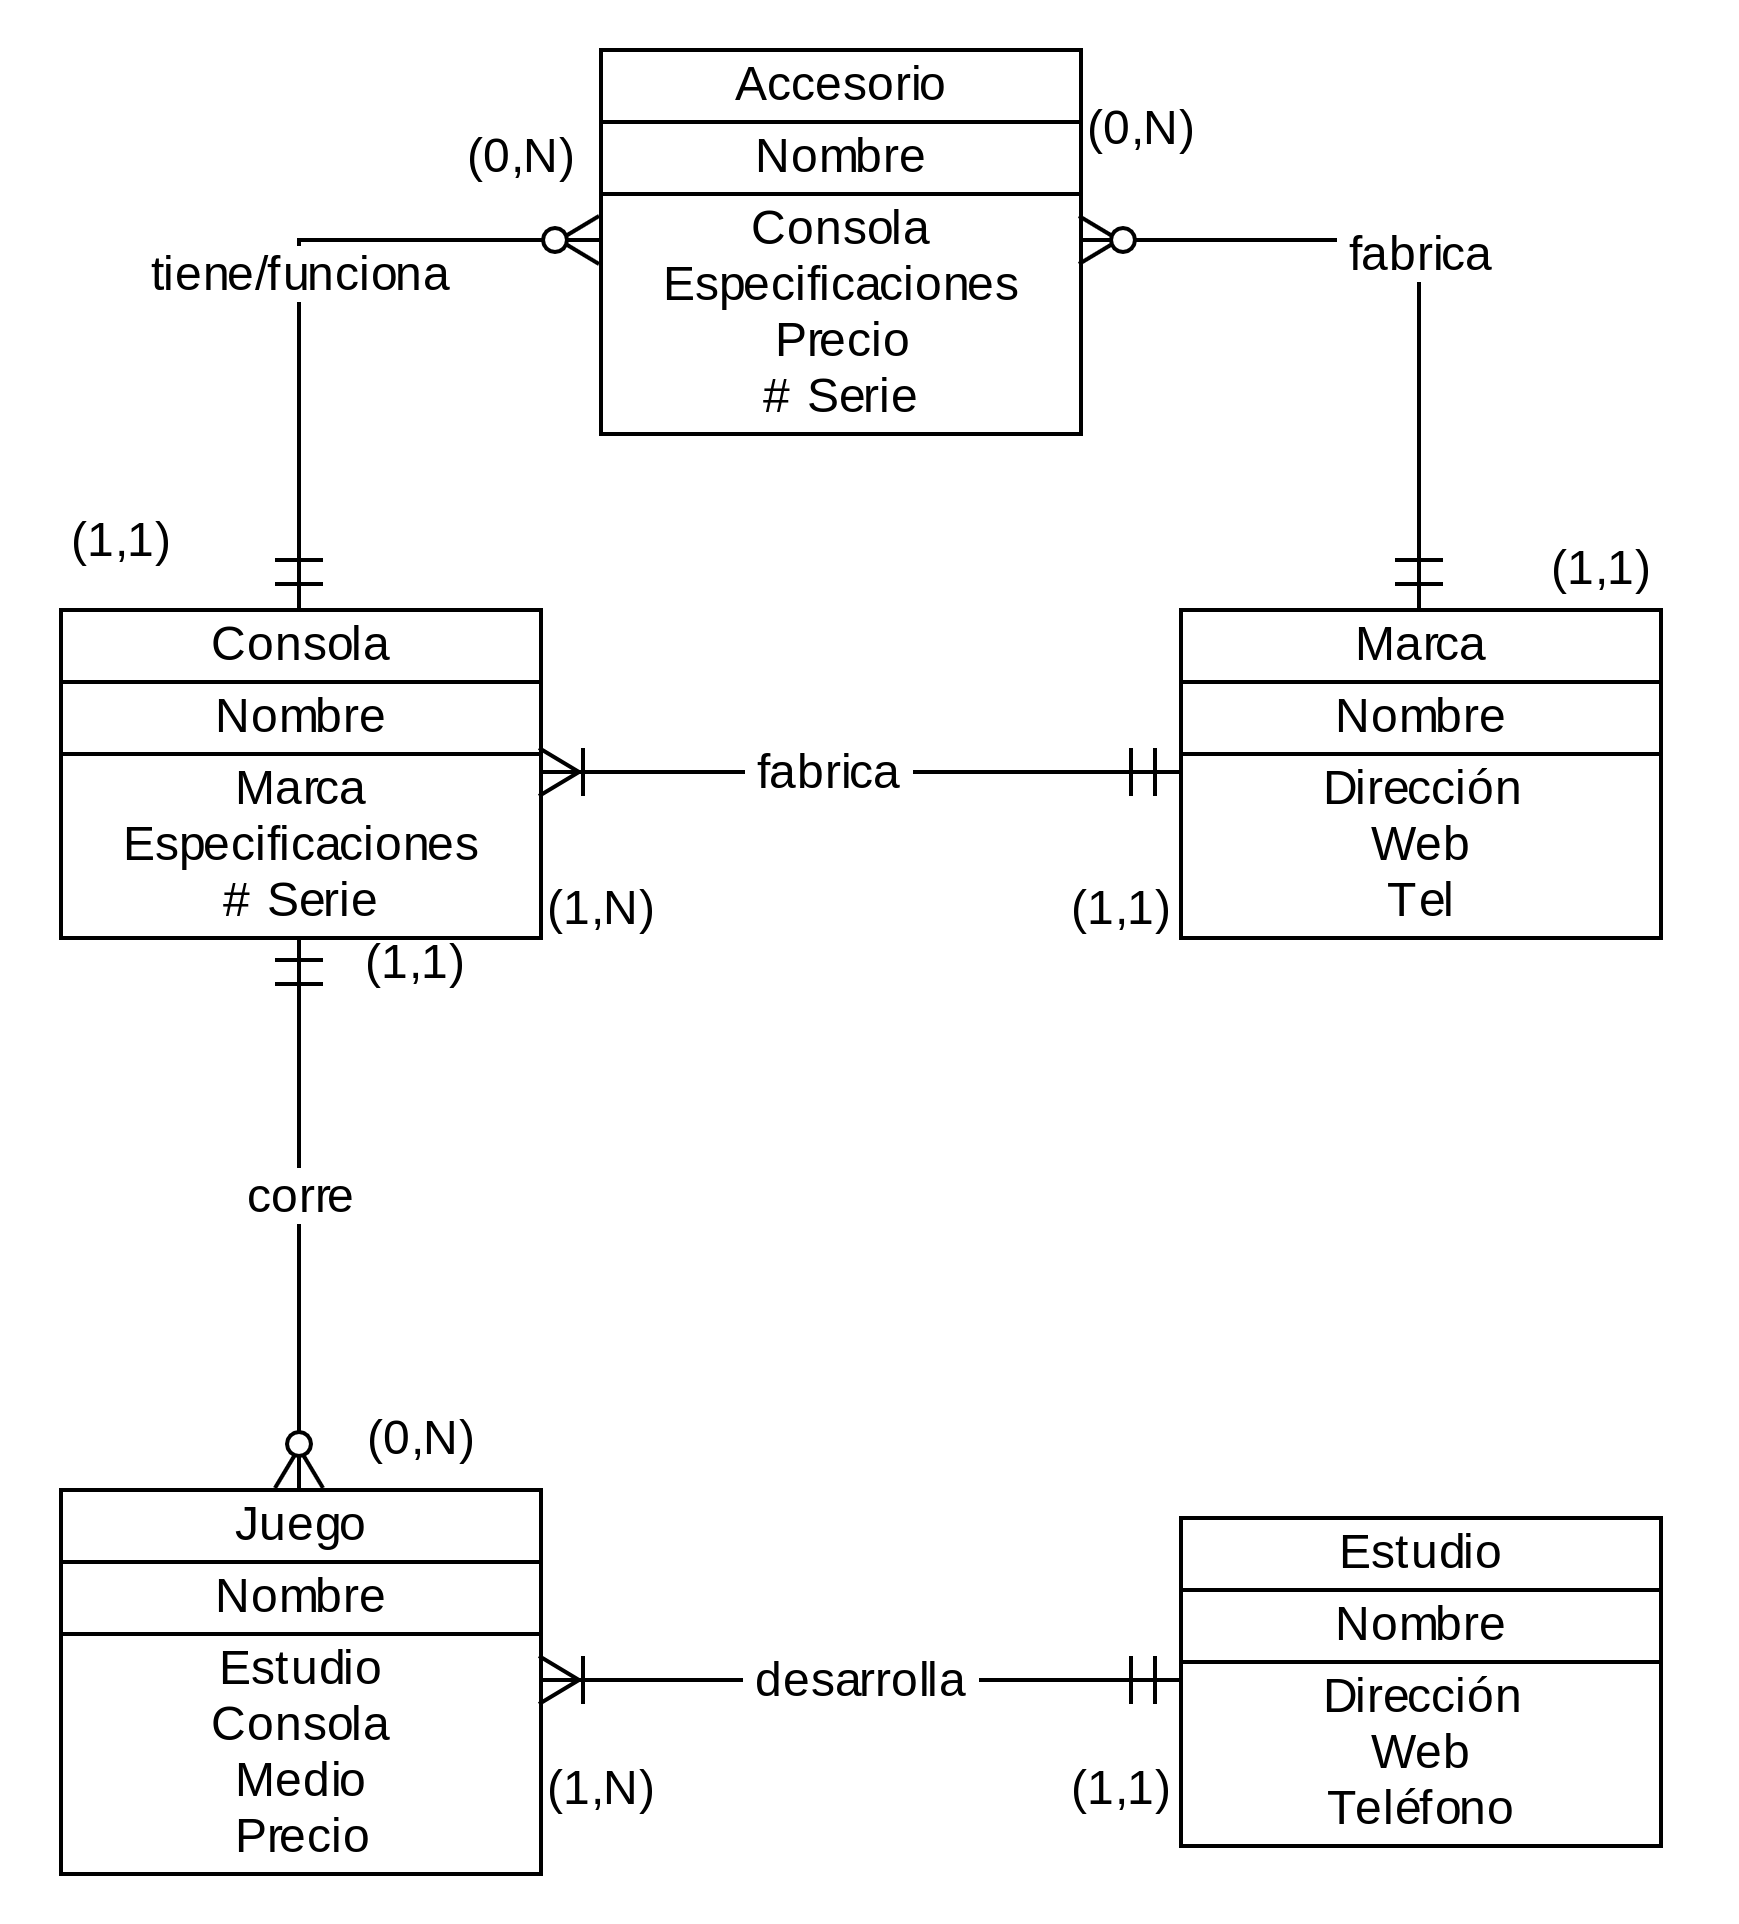 Accesorio
Nombre
Consola
Especificaciones
Precio
# Serie
(0,N)
(0,N)
tiene/funciona
fabrica
(1,1)
(1,1)
Consola
Nombre
Marca
Especificaciones
# Serie
fabrica
(1,N)
(1,1)
Marca
Nombre
Dirección
Web
Tel
(1,1)
corre
(0,N)
Juego
Nombre
Estudio
Consola
Medio
Precio
desarrolla
(1,N)
(1,1)
Estudio
Nombre
Dirección
Web
Teléfono